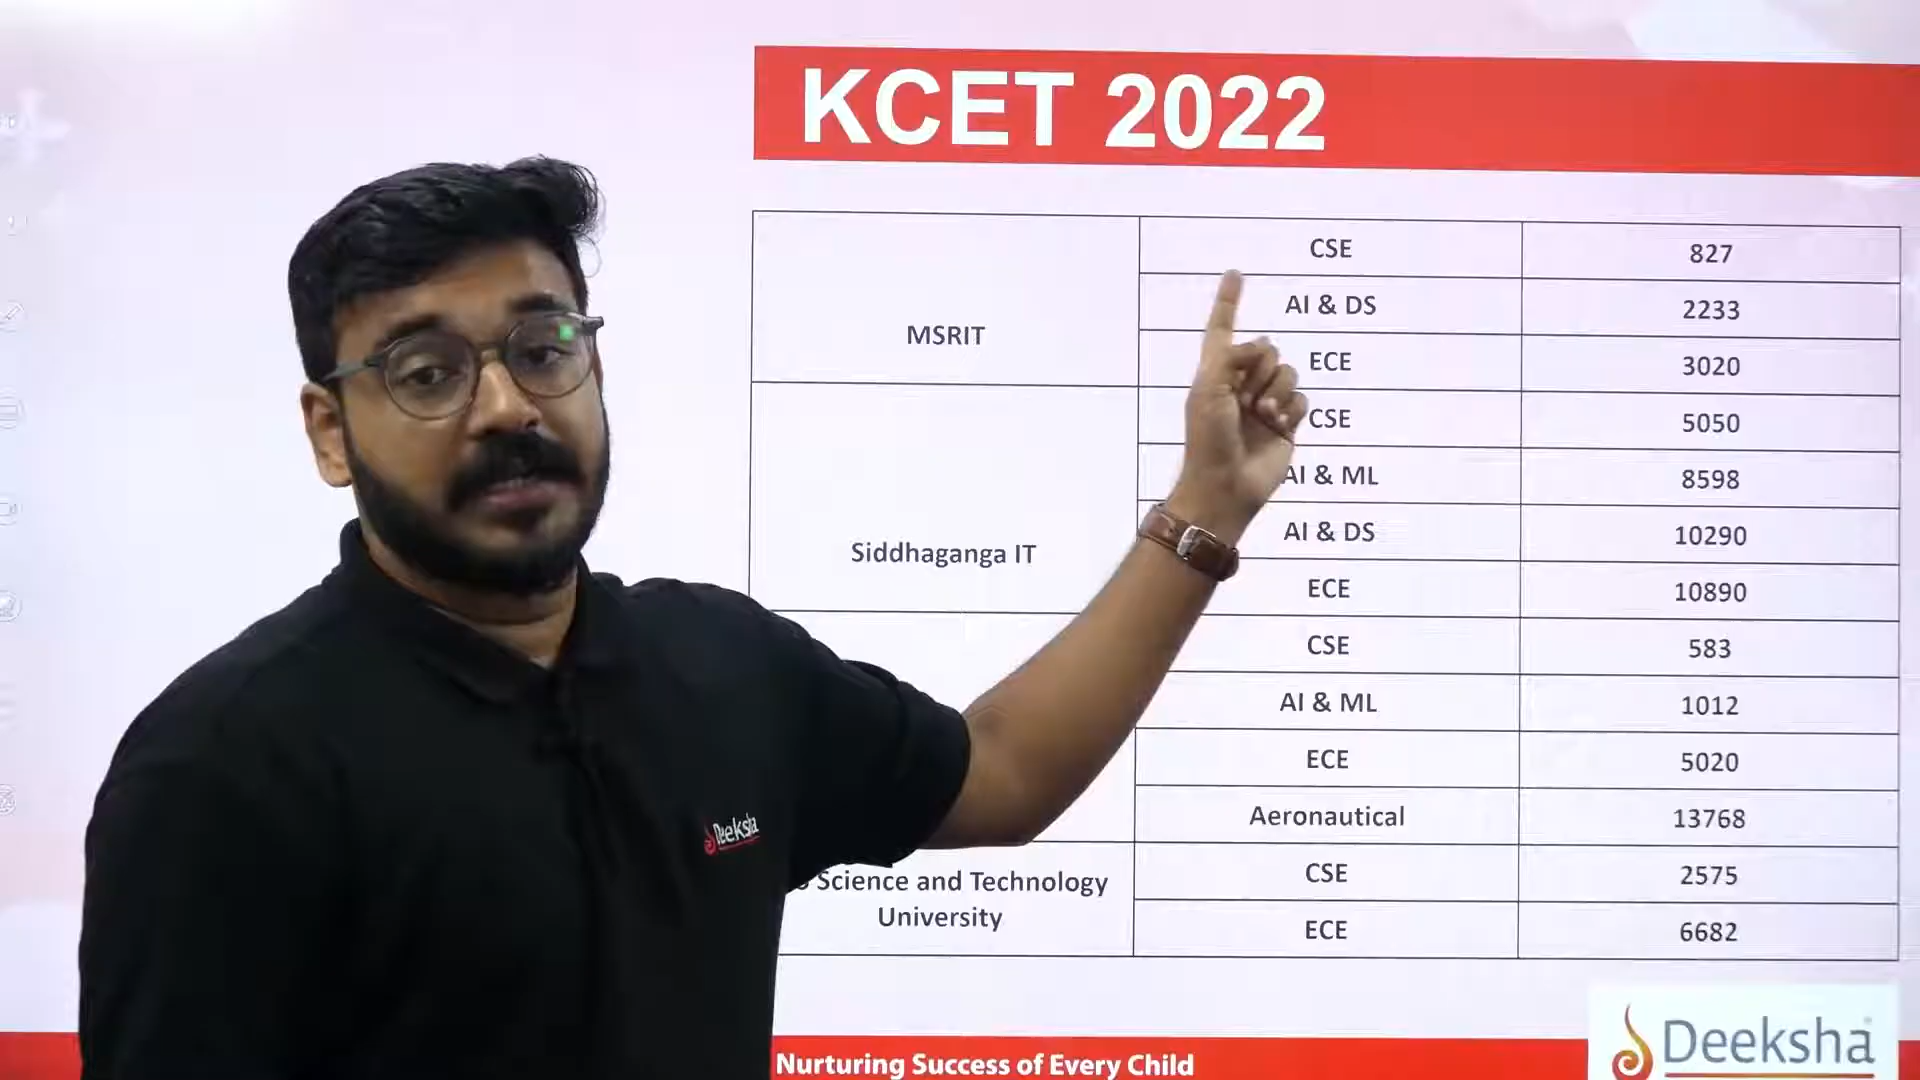 KCET 2022
MSRIT
CSE 827
AI & DS 2233
ECE 3020
Siddhaganga IT
CSE 5050
AI & ML 8598
AI & DS 10290
ECE 10890
CSE 583
AI & ML 1012
ECE 5020
Aeronautical 13768
Science and Technology
University
CSE 2575
ECE 6682
Deeksha
Nurturing Success of Every Child
Deeksha